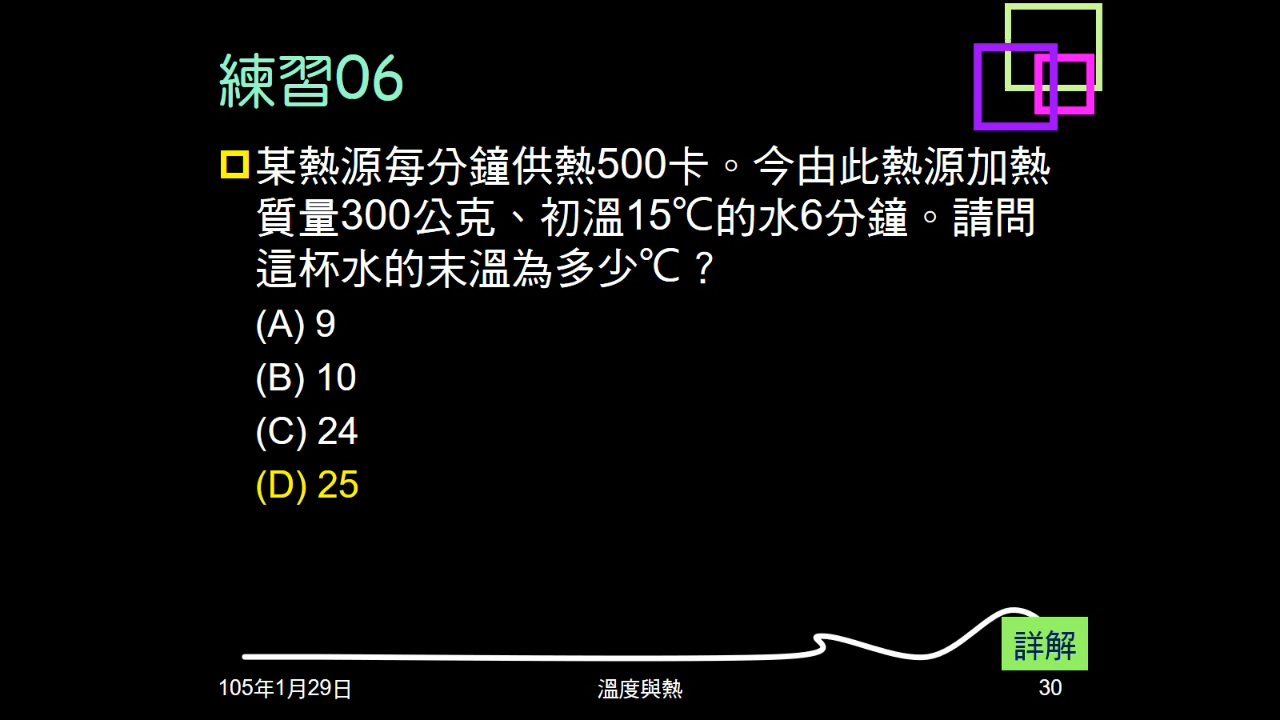 練習06
某熱源每分鐘供熱500卡。今由此熱源加熱
質量300公克、初溫15℃的水6分鐘。請問
這杯水的末溫為多少℃？
(A) 9
(B) 10
(C) 24
(D) 25
詳解
105年1月29日
溫度與熱
30